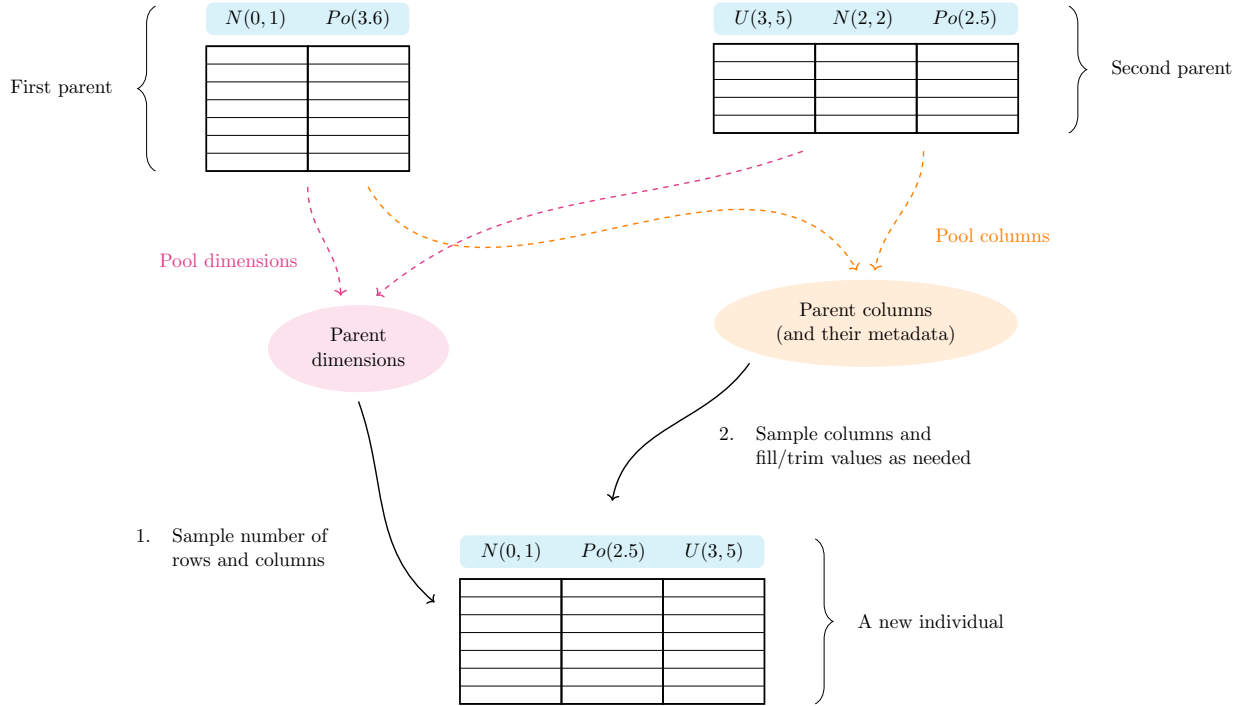 N(0, 1) Po(3.6)
U(3, 5) N(2, 2) Po(2.5)
First parent
Second parent
Pool dimensions
Pool columns
Parent
dimensions
Parent columns
(and their metadata)
2. Sample columns and
fill/trim values as needed
1. Sample number of
rows and columns
N(0, 1) Po(2.5) U(3, 5)
A new individual